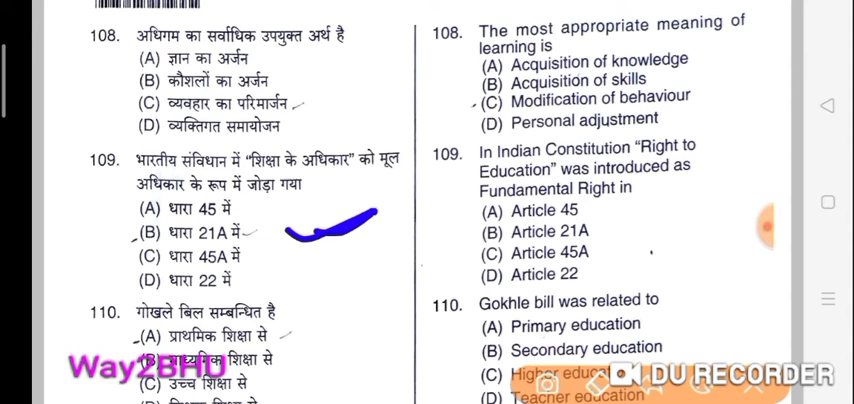 108. अधिगम का सर्वाधिक उपयुक्त अर्थ है
(A) ज्ञान का अर्जन
(B) कौशलों का अर्जन
(C) व्यवहार का परिमार्जन
(D) व्यक्तिगत समायोजन
109. भारतीय संविधान में "शिक्षा के अधिकार" को मूल
अधिकार के रूप में जोड़ा गया
(A) धारा 45 में
(B) धारा 21A में
(C) धारा 45A में
(D) धारा 22 में
110. गोखले बिल सम्बन्धित है
(A) प्राथमिक शिक्षा से
(B) माध्यमिक शिक्षा से
(C) उच्च शिक्षा से
108. The most appropriate meaning of
learning is
(A) Acquisition of knowledge
(B) Acquisition of skills
(C) Modification of behaviour
(D) Personal adjustment
109. In Indian Constitution "Right to
Education" was introduced as
Fundamental Right in
(A) Article 45
(B) Article 21A
(C) Article 45A
(D) Article 22
110. Gokhle bill was related to
(A) Primary education
(B) Secondary education
(C) Higher education
(D) Teacher education
Way2BHU
DU RECORDER